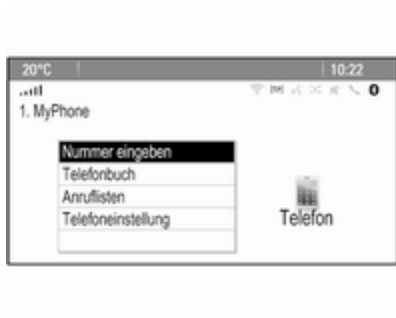 20°C 10:22
1. MyPhone
Nummer eingeben
Telefonbuch
Anruflisten
Telefoneinstellung
Telefon